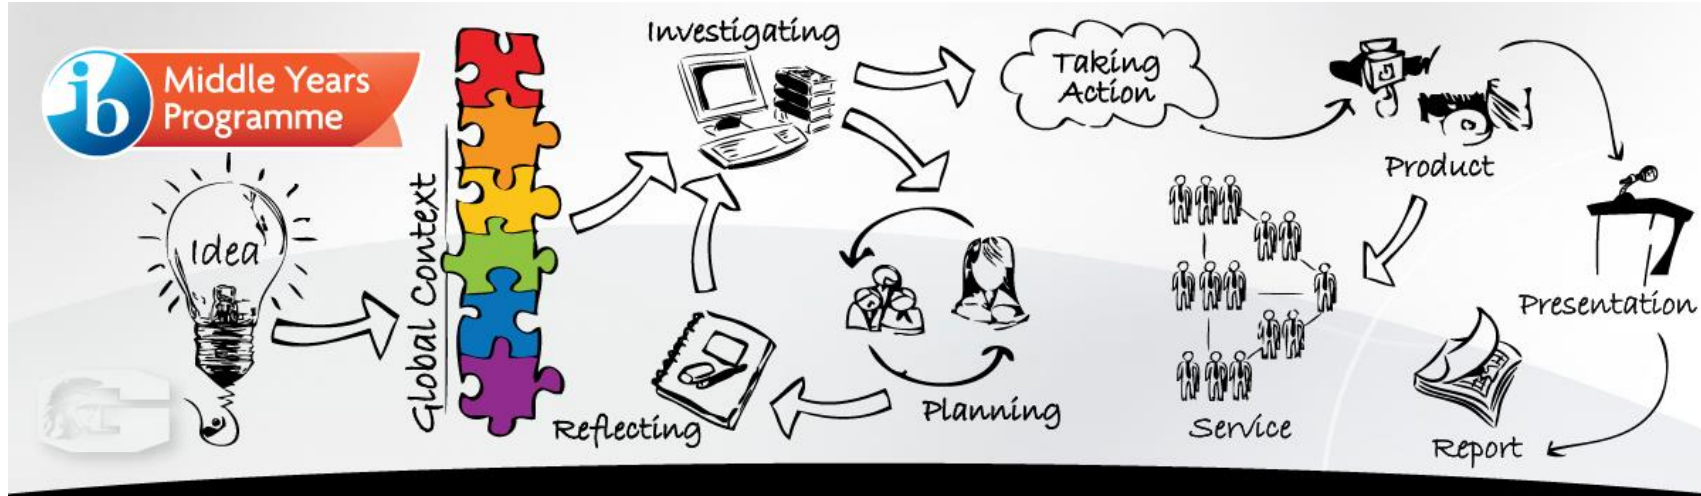 ib
Middle Years
Programme
Idea
Global Context
Investigating
Reflecting
Planning
Taking
Action
Product
Service
Presentation
Report